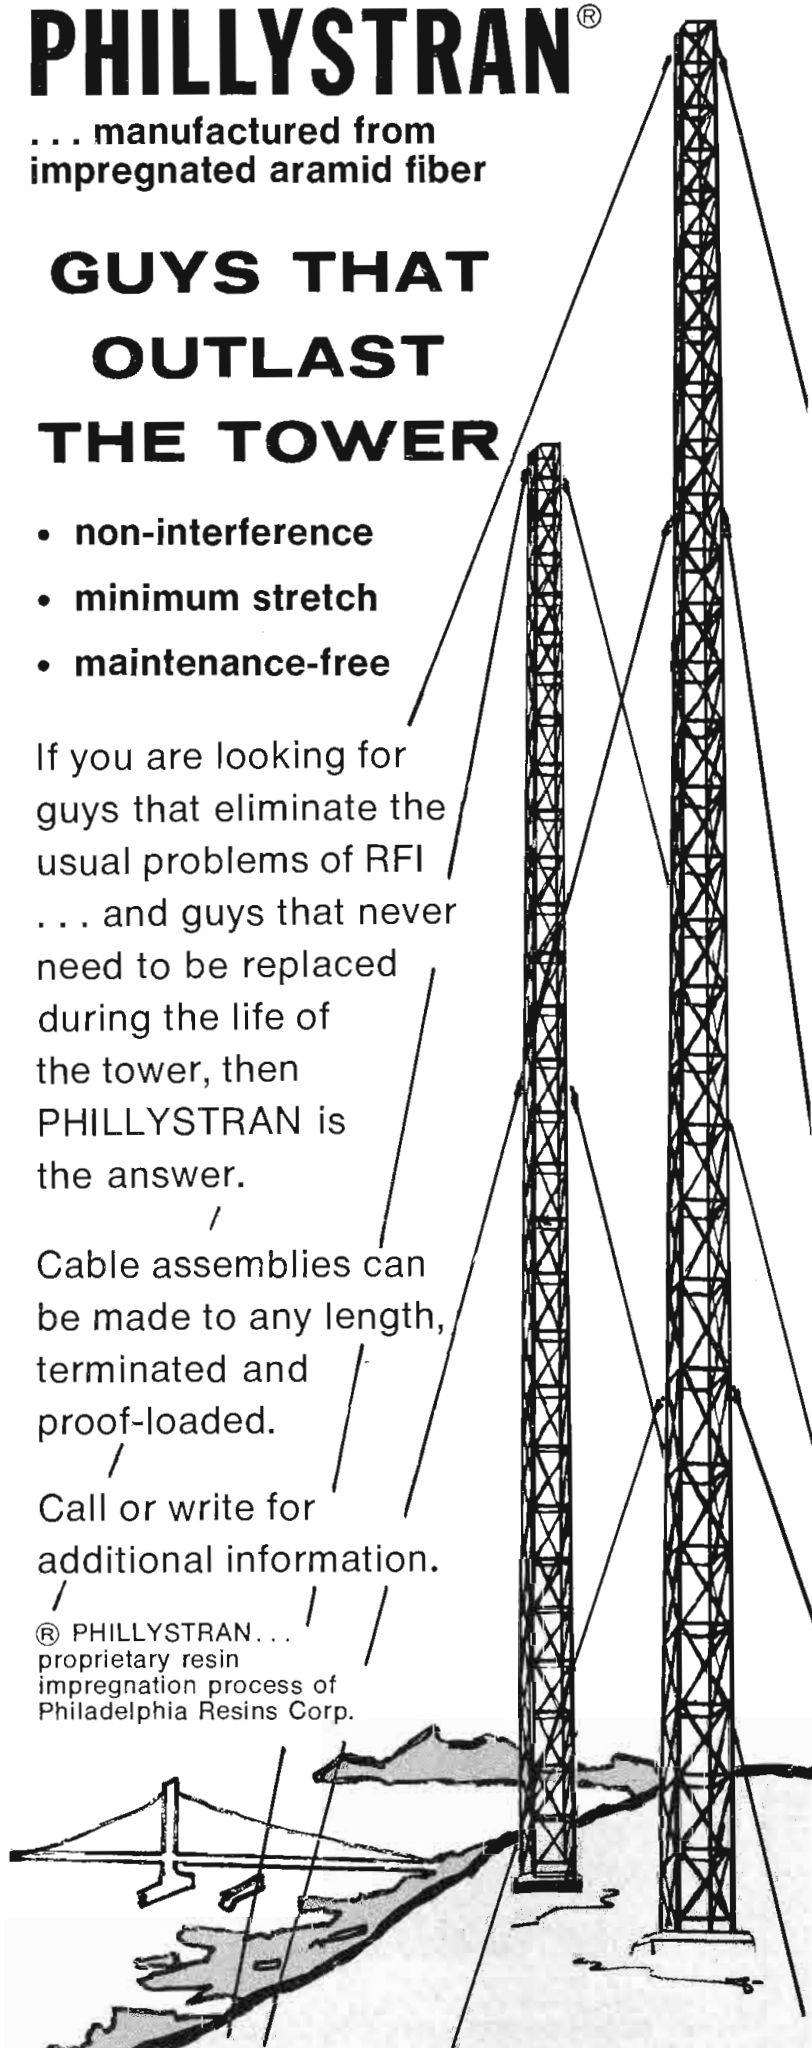 PHILLYSTRAN®
. . . manufactured from
impregnated aramid fiber
GUYS THAT
OUTLAST
THE TOWER
• non-interference
• minimum stretch
• maintenance-free
If you are looking for
guys that eliminate the
usual problems of RFI
. . . and guys that never
need to be replaced
during the life of
the tower, then
PHILLYSTRAN is
the answer.
Cable assemblies can
be made to any length,
terminated and
proof-loaded.
Call or write for
additional information.
® PHILLYSTRAN...
proprietary resin
impregnation process of
Philadelphia Resins Corp.